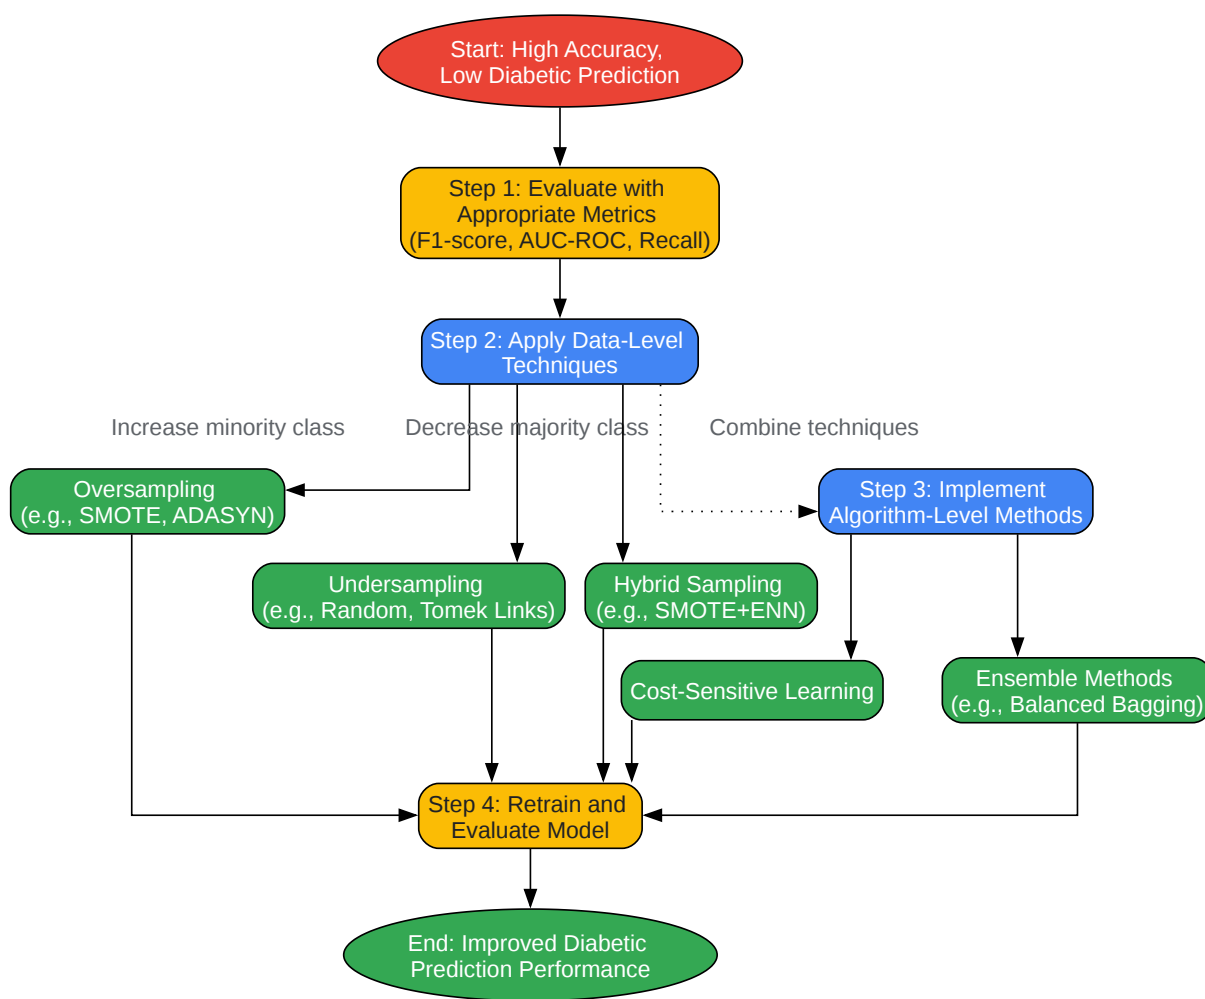 Start: High Accuracy,
Low Diabetic Prediction
Step 1: Evaluate with
Appropriate Metrics
(F1-score, AUC-ROC, Recall)
Step 2: Apply Data-Level
Techniques
Increase minority class
Decrease majority class
Combine techniques
Oversampling
(e.g., SMOTE, ADASYN)
Step 3: Implement
Algorithm-Level Methods
Undersampling
(e.g., Random, Tomek Links)
Hybrid Sampling
(e.g., SMOTE+ENN)
Cost-Sensitive Learning
Ensemble Methods
(e.g., Balanced Bagging)
Step 4: Retrain and
Evaluate Model
End: Improved Diabetic
Prediction Performance